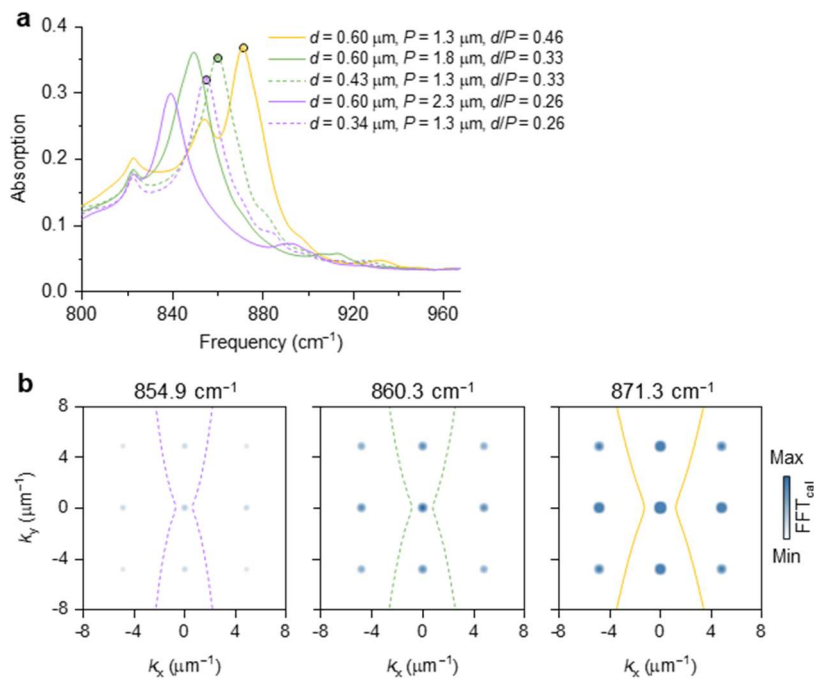 a
0.4
0.3
0.2
0.1
0.0
Absorption
800
840
880
920
960
Frequency (cm⁻¹)
d = 0.60 μm, P = 1.3 μm, d/P = 0.46
d = 0.60 μm, P = 1.8 μm, d/P = 0.33
d = 0.43 μm, P = 1.3 μm, d/P = 0.33
d = 0.60 μm, P = 2.3 μm, d/P = 0.26
d = 0.34 μm, P = 1.3 μm, d/P = 0.26
b
854.9 cm⁻¹
860.3 cm⁻¹
871.3 cm⁻¹
8
4
0
-4
-8
ky (μm⁻¹)
-8 -4 0 4 8
-8 -4 0 4 8
-8 -4 0 4 8
kx (μm⁻¹)
kx (μm⁻¹)
kx (μm⁻¹)
Max
FFTcal
Min